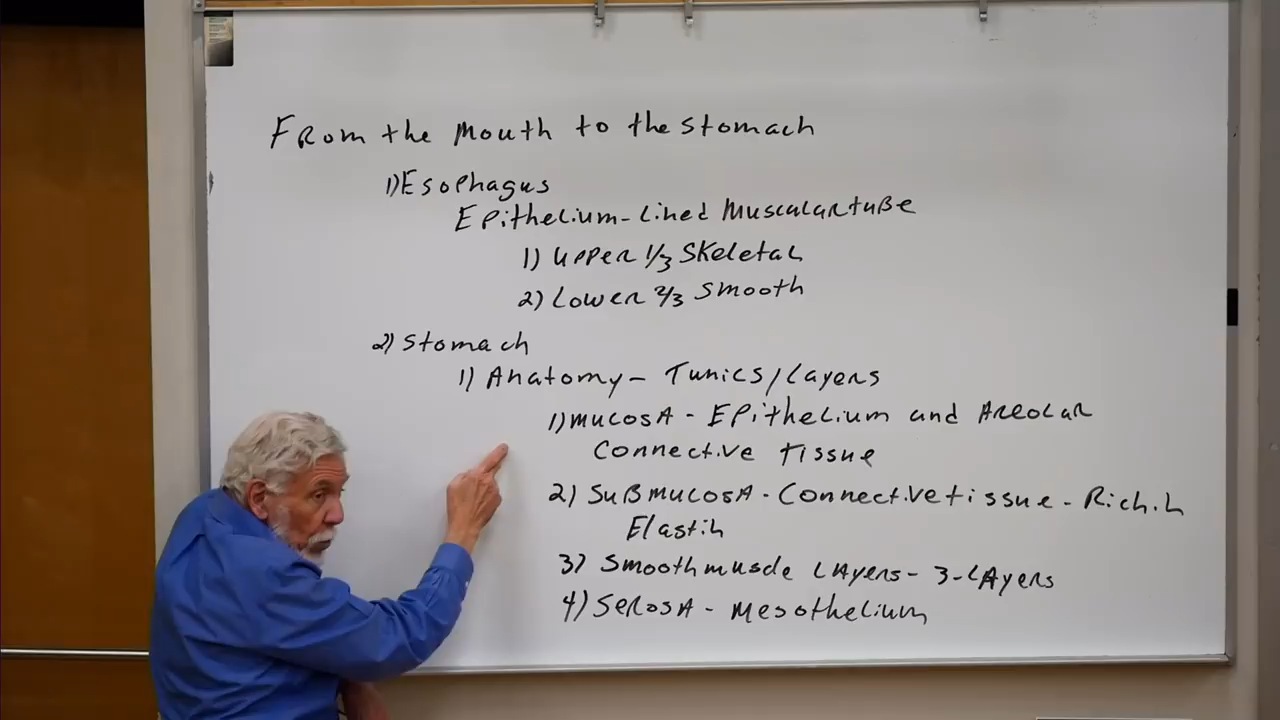 From the Mouth to the Stomach
1) Esophagus
Epithelium-Lined Muscular tube
1) Upper 1/3 Skeletal
2) Lower 2/3 Smooth
2) Stomach
1) Anatomy - Tunics/Layers
1) Mucosa - Epithelium and Areolar
Connective Tissue
2) Submucosa - Connective tissue - Rich in
Elastin
3) Smooth muscle Layers - 3-Layers
4) Serosa - Mesothelium